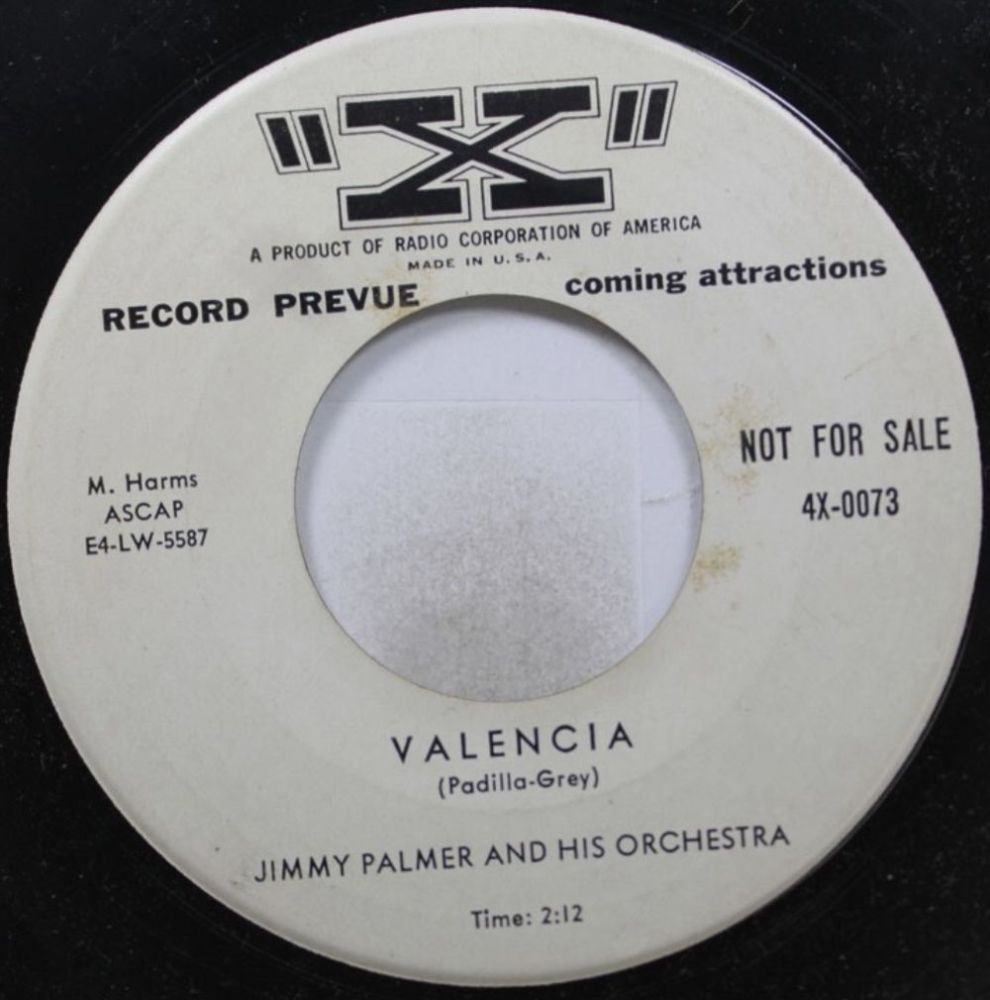 "X"
A PRODUCT OF RADIO CORPORATION OF AMERICA
MADE IN U.S.A.
RECORD PREVUE coming attractions
NOT FOR SALE
4X-0073
M. Harms
ASCAP
E4-LW-5587
VALENCIA
(Padilla-Grey)
JIMMY PALMER AND HIS ORCHESTRA
Time: 2:12